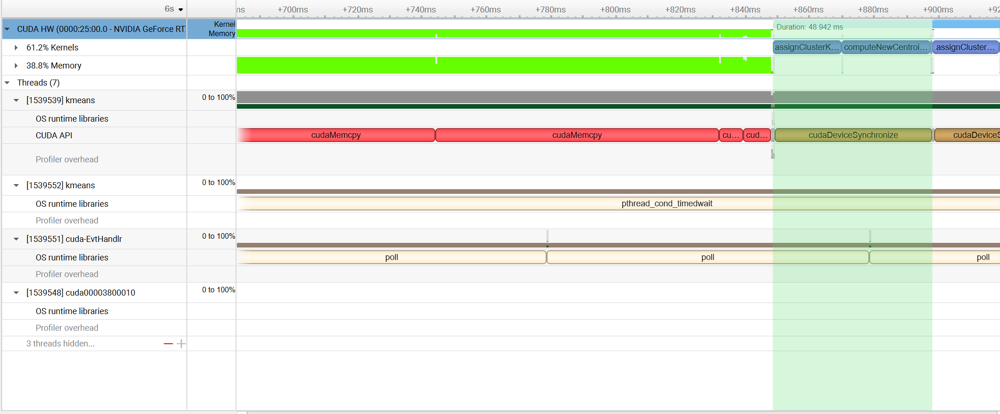 6s
ms +700ms +720ms +740ms +760ms +780ms +800ms +820ms +840ms +860ms +880ms +900ms +92
CUDA HW (0000:25:00.0 - NVIDIA GeForce RT.
Kernel
Memory
Duration: 48.942 ms
61.2% Kernels
assignClusterK... computeNewCentroi... assignCluster...
38.8% Memory
Threads (7)
[1539539] kmeans
0 to 100%
OS runtime libraries
CUDA API
cudaMemcpy cudaMemcpy cu... cud... cudaDeviceSynchronize cudaDeviceS
Profiler overhead
[1539552] kmeans
0 to 100%
OS runtime libraries
pthread_cond_timedwait
Profiler overhead
[1539551] cuda-EvtHandlr
0 to 100%
OS runtime libraries
poll poll poll
Profiler overhead
[1539548] cuda00003800010
0 to 100%
OS runtime libraries
Profiler overhead
3 threads hidden...